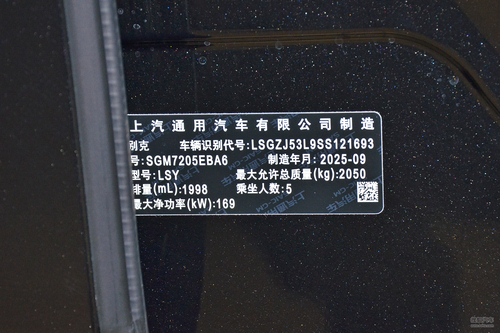 上汽通用汽车有限公司制造
别克 车辆识别代号:LSGZJ53L9SS121693
号:SGM7205EBA6 制造年月:2025-09
型号:LSY 最大允许总质量(kg):2050
排量(mL):1998 乘坐人数:5
最大净功率(kW):169